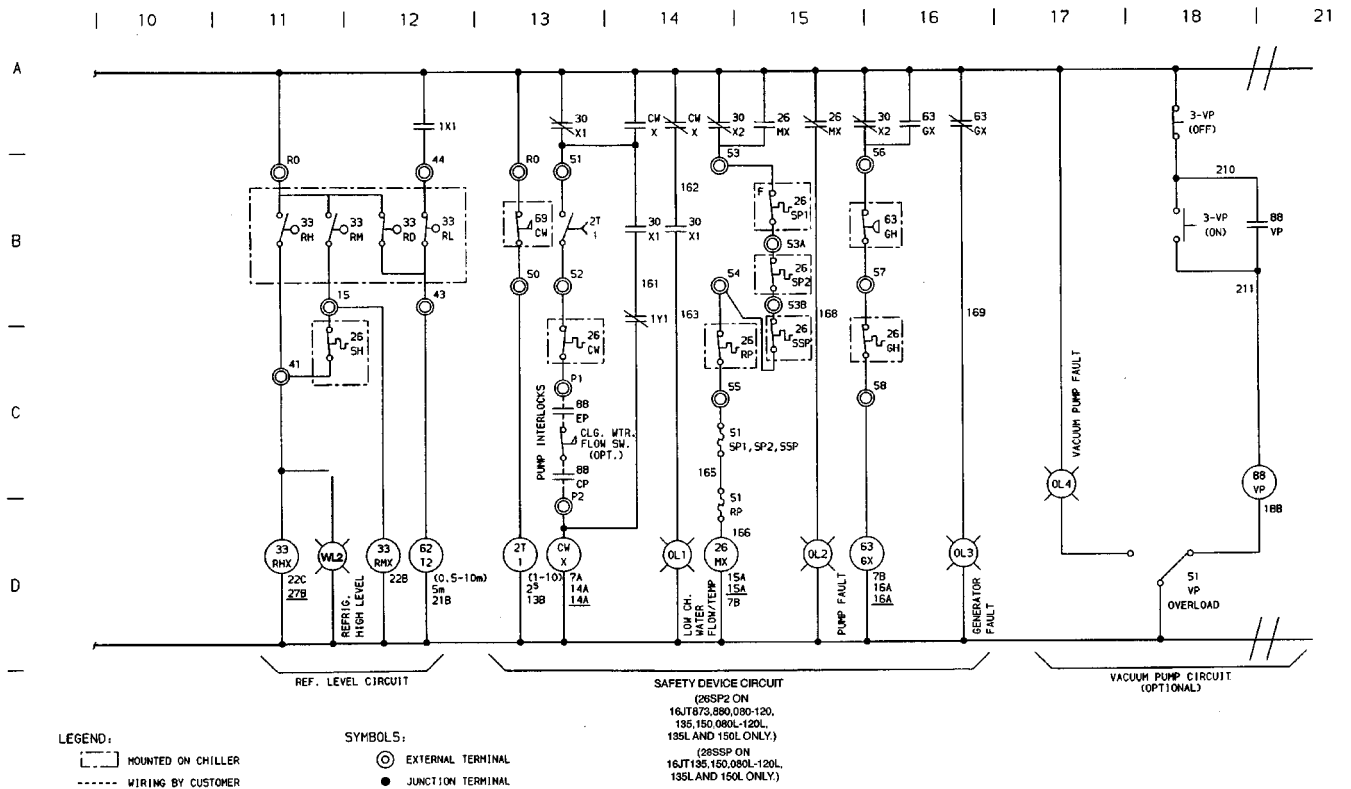 10 11 12 13 14 15 16 17 18 21
A
30 X1
CW X
CW X
30 X2
26 MX
26 MX
30 X2
63 GX
63 GX
3-VP (OFF)
1X1
RO
44
RO
51
53
56
162
210
F
26 SP1
33 RH
33 RM
33 RD
33 RL
69 CW
2T 1
30 X1
30 X1
63 GH
3-VP (ON)
88 VP
B
53A
26 SP2
50
52
54
57
161
211
15
43
53B
1Y1
163
168
169
26 SH
26 CW
26 RP
26 SSP
26 GH
41
P1
55
58
C
PUMP INTERLOCKS
88 EP
CLG. WTR. FLOW SW. (OPT.)
51 SP1,SP2,SSP
VACUUM PUMP FAULT
165
88 CP
P2
51 RP
OL4
88 VP
18B
166
33 RHX
WL2
33 RMX
62 T2
2T 1
CW X
OL1
26 MX
OL2
63 GX
OL3
D
22C
27B
REFRIG. HIGH LEVEL
22B
(0.5-10m)
5m
21B
(1-10)
2S
13B
7A
14A
14A
LOW CH. WATER FLOW/TEMP
15A
15A
7B
PUMP FAULT
7B
16A
16A
GENERATOR FAULT
51 VP OVERLOAD
REF. LEVEL CIRCUIT
SAFETY DEVICE CIRCUIT
(26SP2 ON
16JT873,880,080-120,
135,150,080L-120L,
135L AND 150L ONLY.)
(28SSP ON
16JT135,150,080L-120L,
135L AND 150L ONLY.)
VACUUM PUMP CIRCUIT
(OPTIONAL)
LEGEND:
MOUNTED ON CHILLER
WIRING BY CUSTOMER
SYMBOLS:
EXTERNAL TERMINAL
JUNCTION TERMINAL